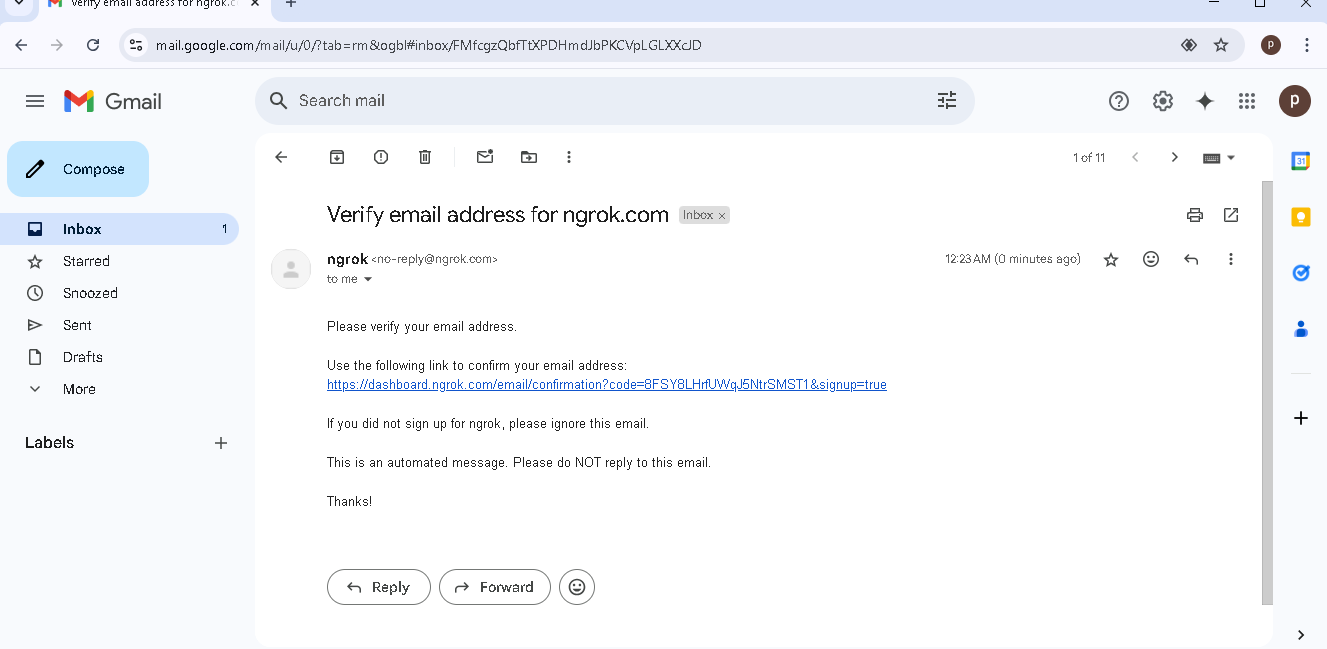 Verify email address for ngrok.c
mail.google.com/mail/u/0/?tab=rm&ogbl#inbox/FMfcgzQbfTtXPDHmdJbPKCVpLGLXXcJD
p
Gmail
Search mail
p
Compose
1 of 11
31
Verify email address for ngrok.com
Inbox ×
Inbox 1
Starred
Snoozed
Sent
Drafts
More
Labels
ngrok <no-reply@ngrok.com>
12:23 AM (0 minutes ago)
to me
Please verify your email address.
Use the following link to confirm your email address:
https://dashboard.ngrok.com/email/confirmation?code=8FSY8LHrfUWqJ5NtrSMST1&signup=true
If you did not sign up for ngrok, please ignore this email.
This is an automated message. Please do NOT reply to this email.
Thanks!
Reply
Forward